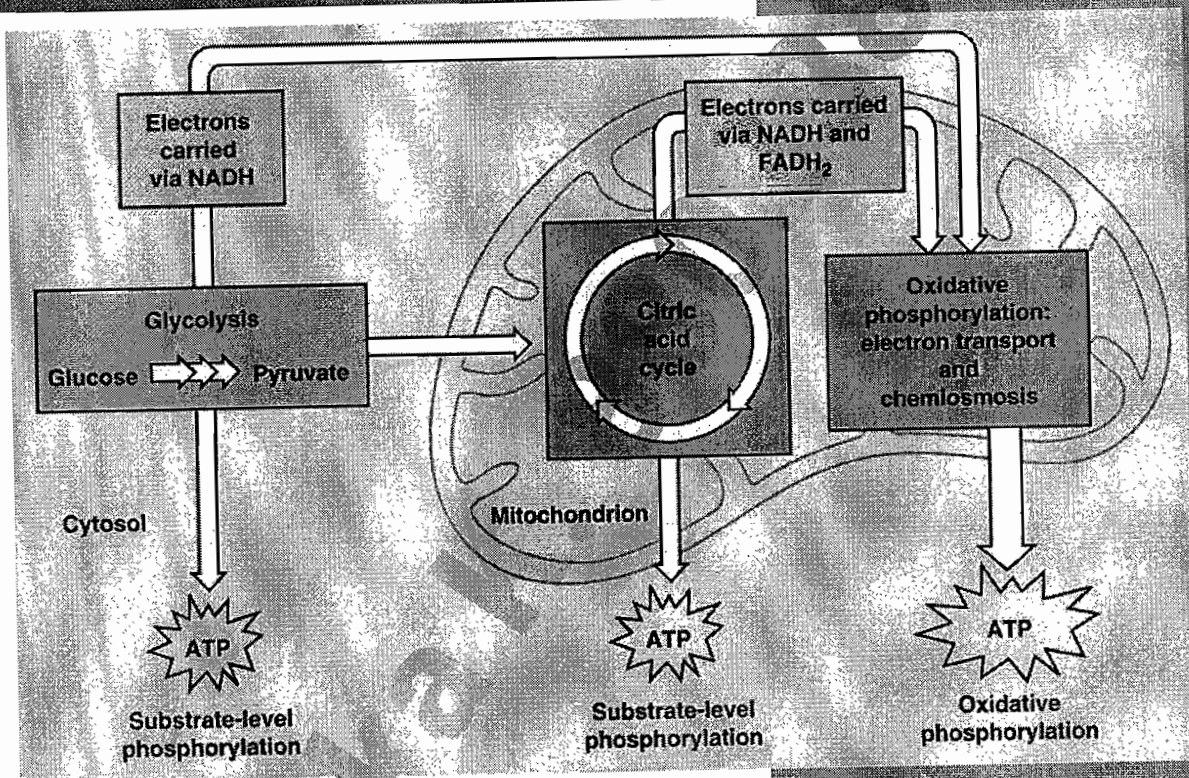 Electrons
carried
via NADH
Electrons carried
via NADH and
FADH₂
Glycolysis
Glucose
Pyruvate
Citric
acid
cycle
Oxidative
phosphorylation:
electron transport
and
chemiosmosis
Cytosol
Mitochondrion
ATP
ATP
ATP
Substrate-level
phosphorylation
Substrate-level
phosphorylation
Oxidative
phosphorylation